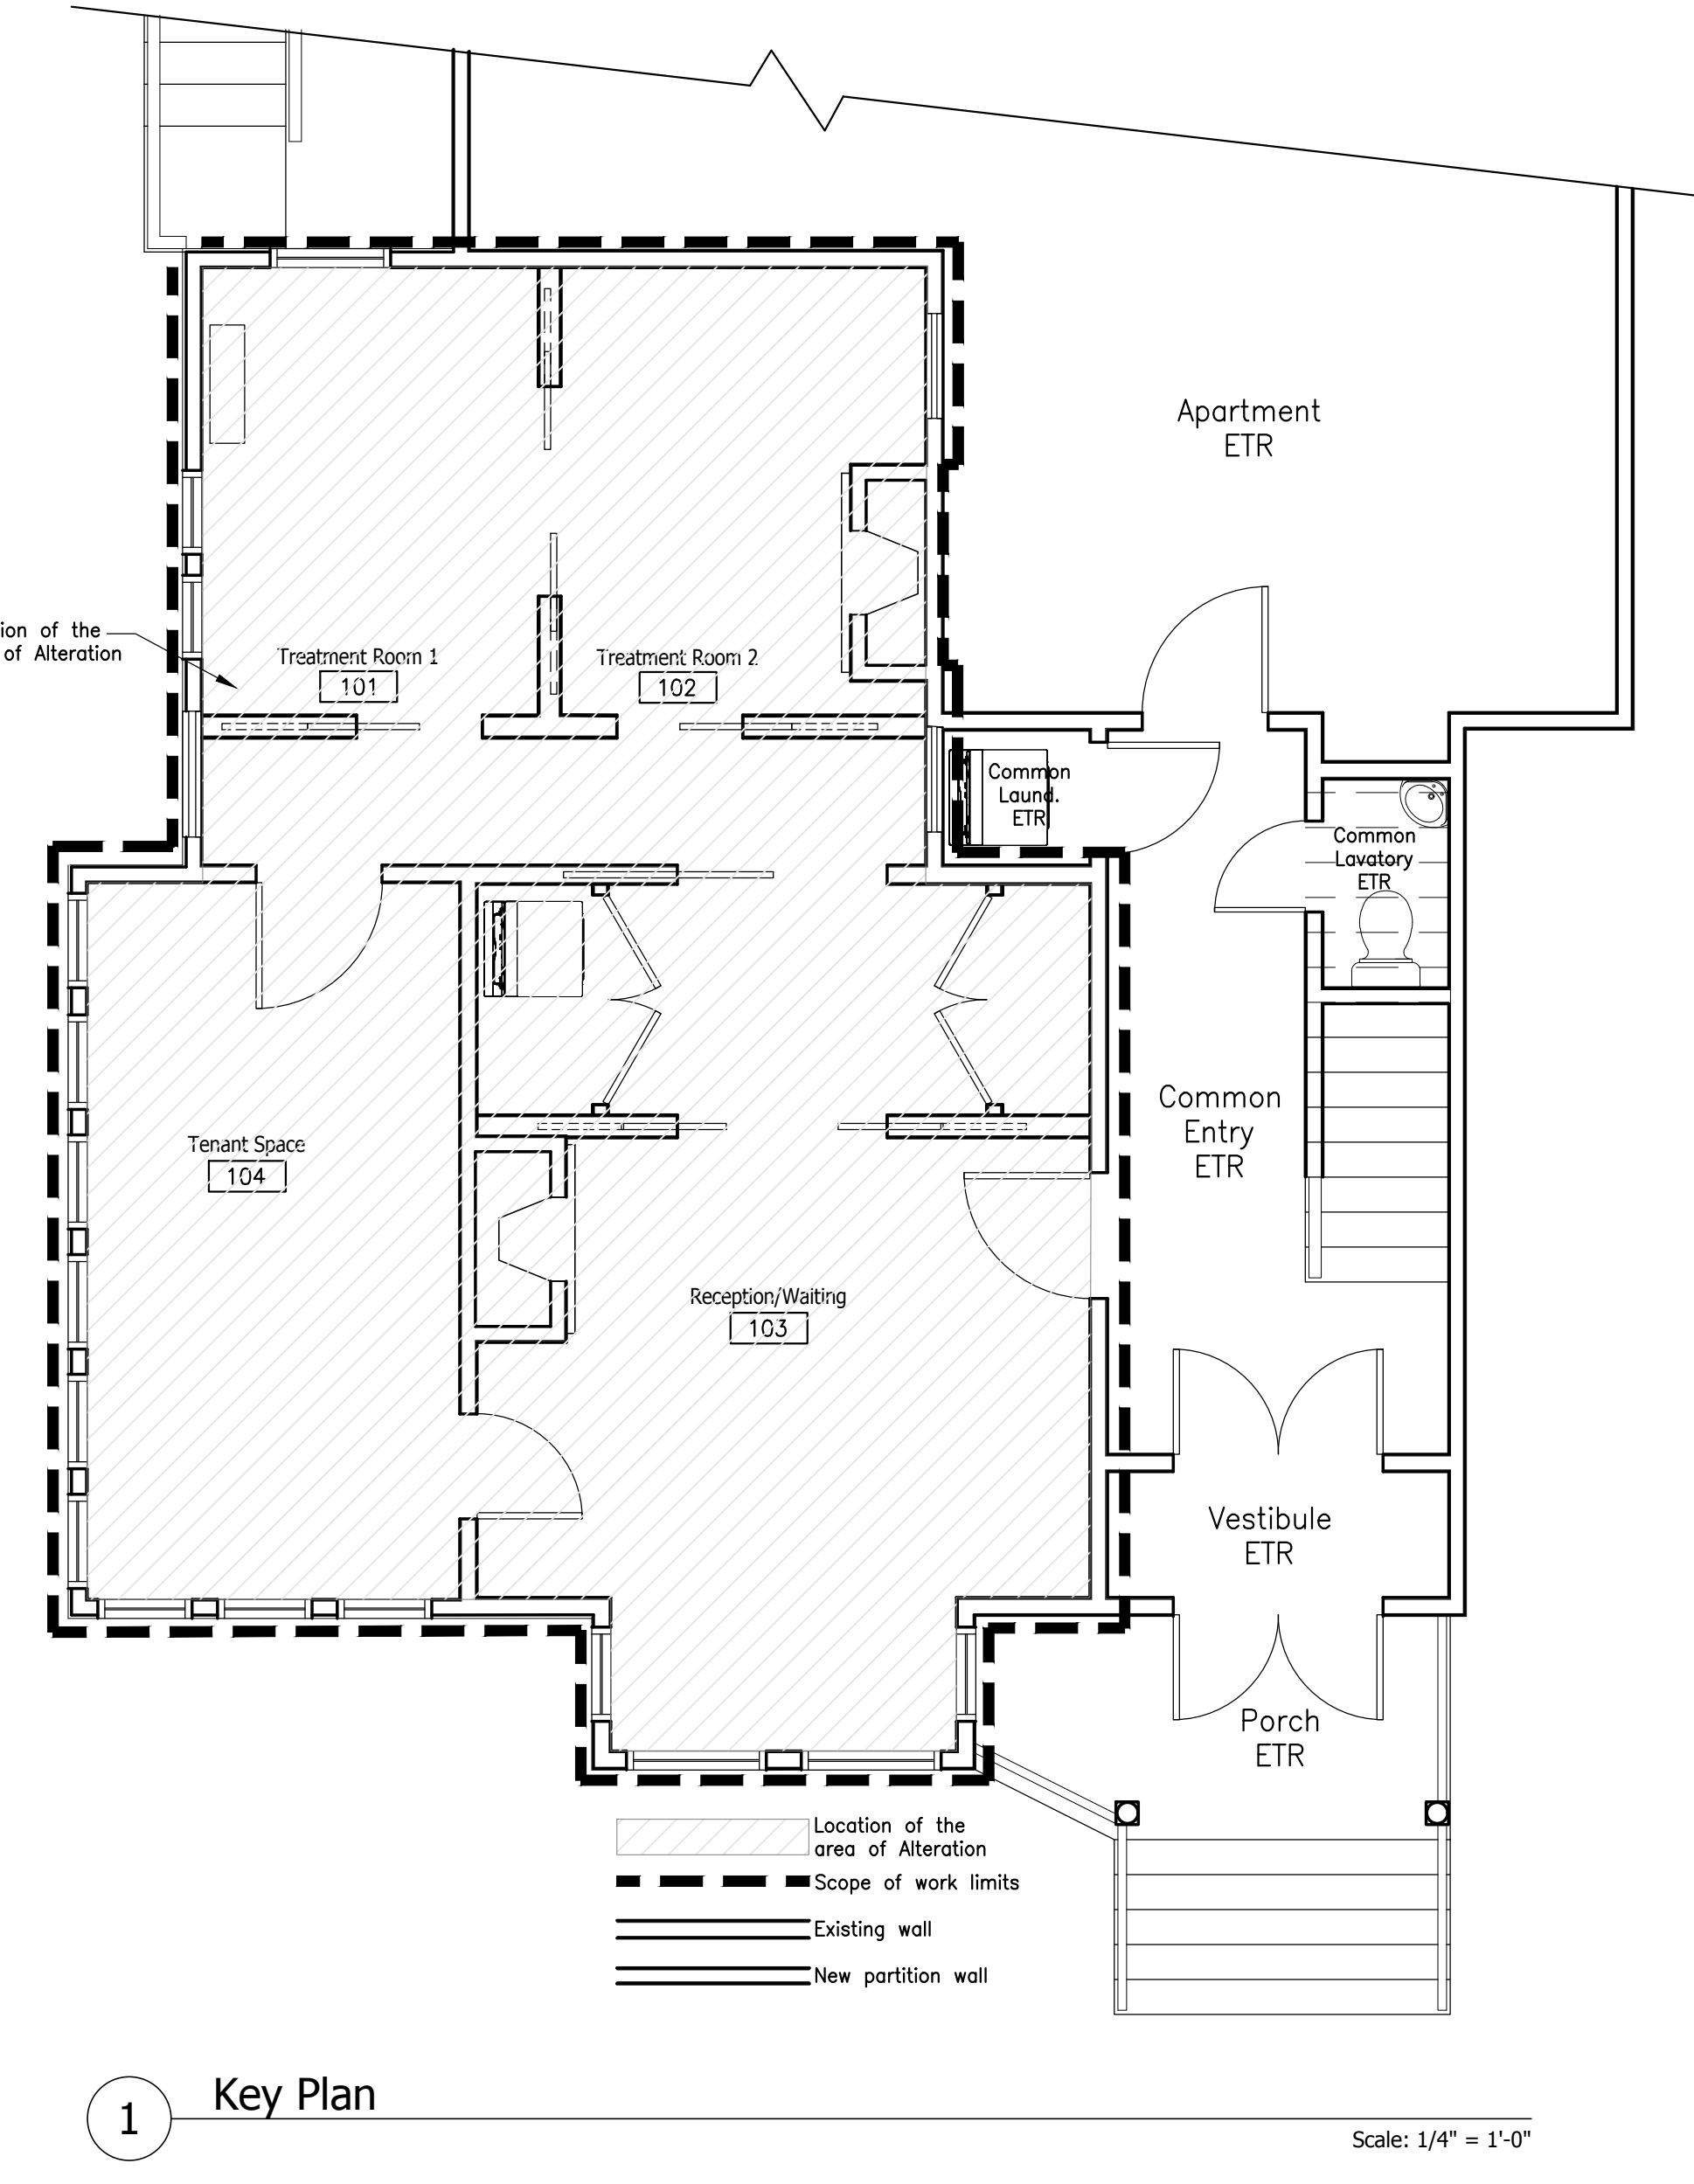 Apartment
ETR
of the
of Alteration
Treatment Room 1
101
Treatment Room 2
102
Common
Laund.
ETR
Common
Lavatory
ETR
Common
Entry
ETR
Tenant Space
104
Reception/Waiting
103
Vestibule
ETR
Porch
ETR
Location of the
area of Alteration
Scope of work limits
Existing wall
New partition wall
1
Key Plan
Scale: 1/4" = 1'-0"